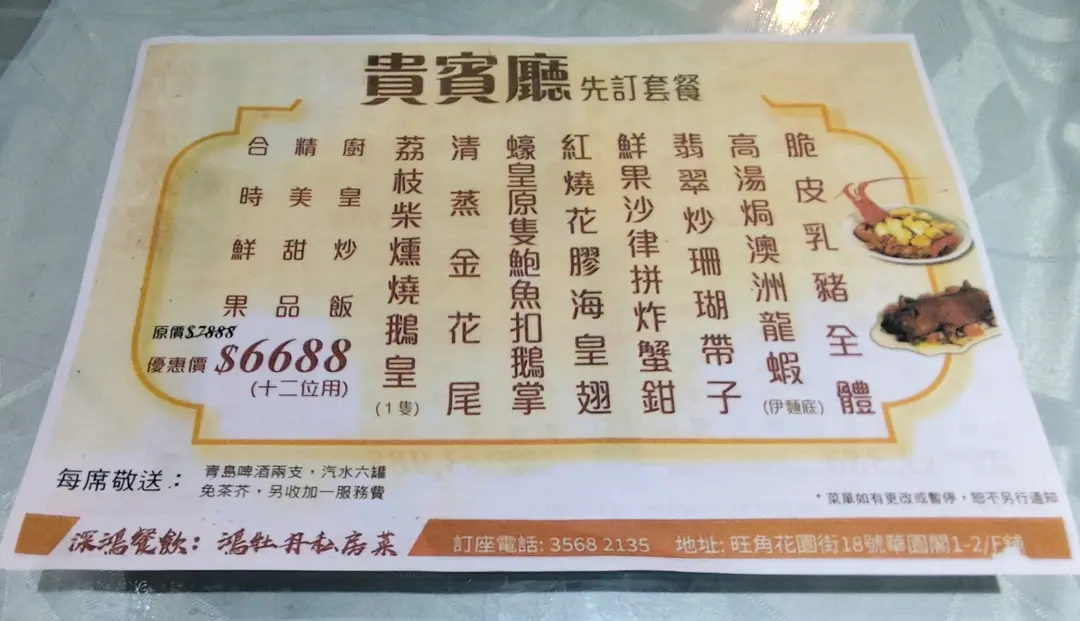 貴賓廳 先訂套餐
脆皮乳豬全體
高湯焗澳洲龍蝦
(伊麵底)
翡翠炒珊瑚帶子
鮮果沙律拼炸蟹鉗
紅燒花膠海皇翅
蠔皇原隻鮑魚扣鵝掌
清蒸金花尾
荔枝柴燻燒鵝皇
(1隻)
廚皇炒飯
精美甜品
合時鮮果
原價$7888
優惠價 $6688
(十二位用)
每席敬送：
青島啤酒兩支，汽水六罐
免茶芥，另收加一服務費
*菜單如有更改或暫停，恕不另行通知
深鴻餐飲：鴻牡丹私房菜
訂座電話: 3568 2135 地址: 旺角花園街18號華園閣1-2/F舖